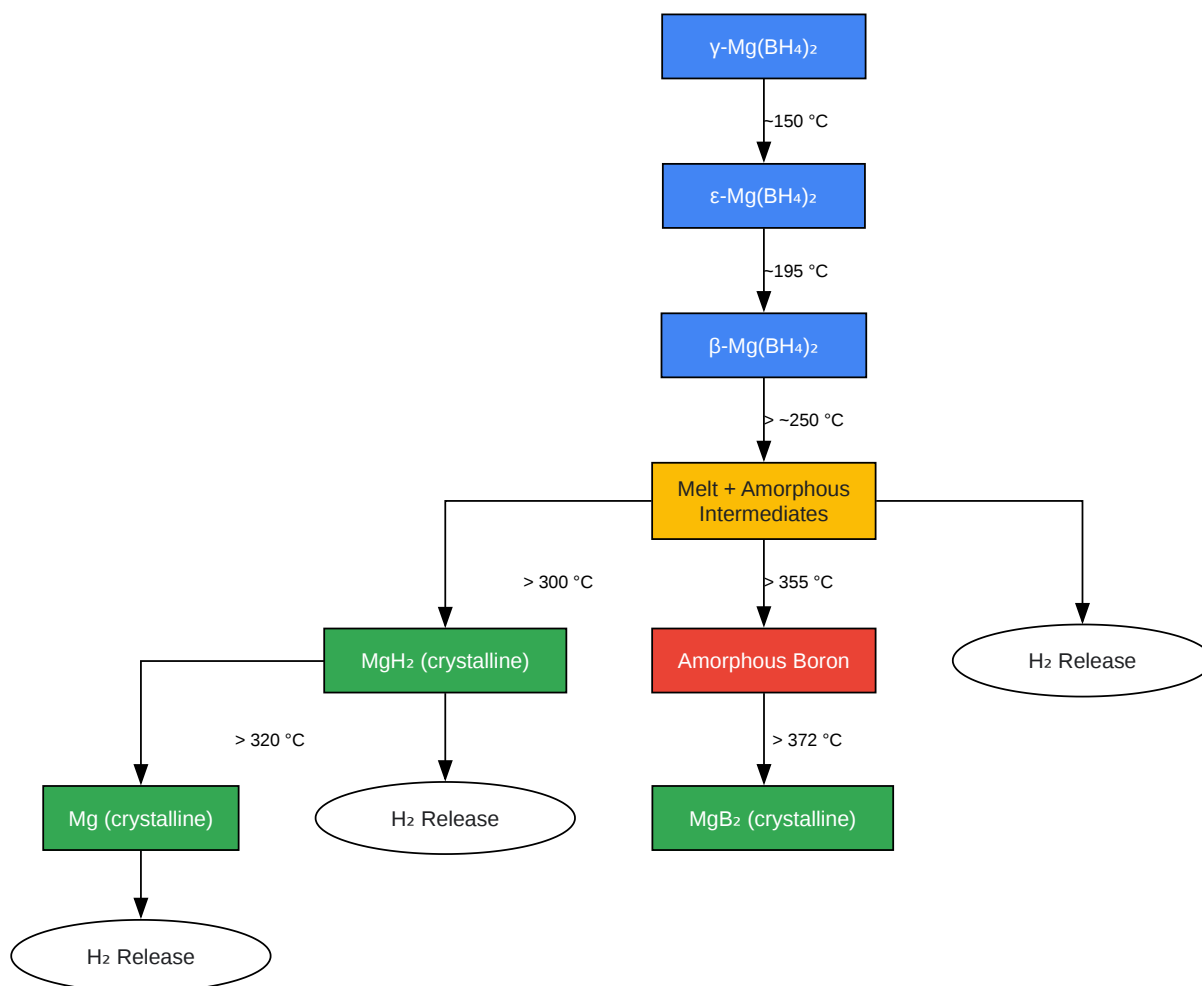 γ-Mg(BH₄)₂
~150 °C
ε-Mg(BH₄)₂
~195 °C
β-Mg(BH₄)₂
> ~250 °C
Melt + Amorphous
Intermediates
> 300 °C
> 355 °C
MgH₂ (crystalline)
Amorphous Boron
H₂ Release
> 320 °C
> 372 °C
Mg (crystalline)
H₂ Release
MgB₂ (crystalline)
H₂ Release